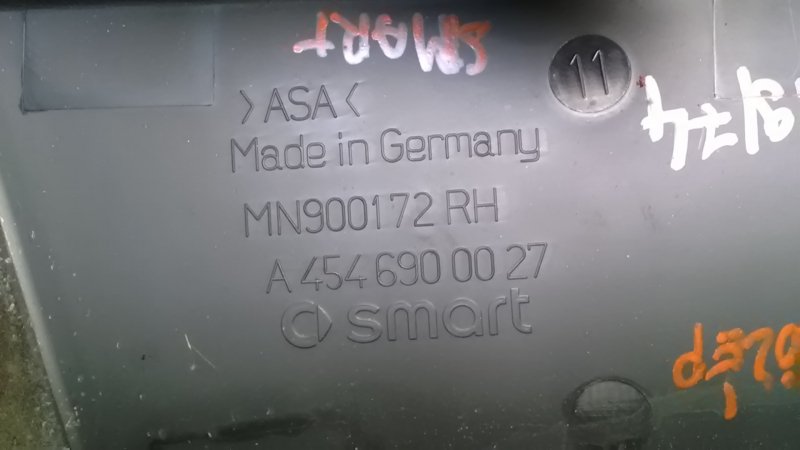 SMART
11
>ASA<
Made in Germany
MN900172 RH
A 454 690 00 27
smart